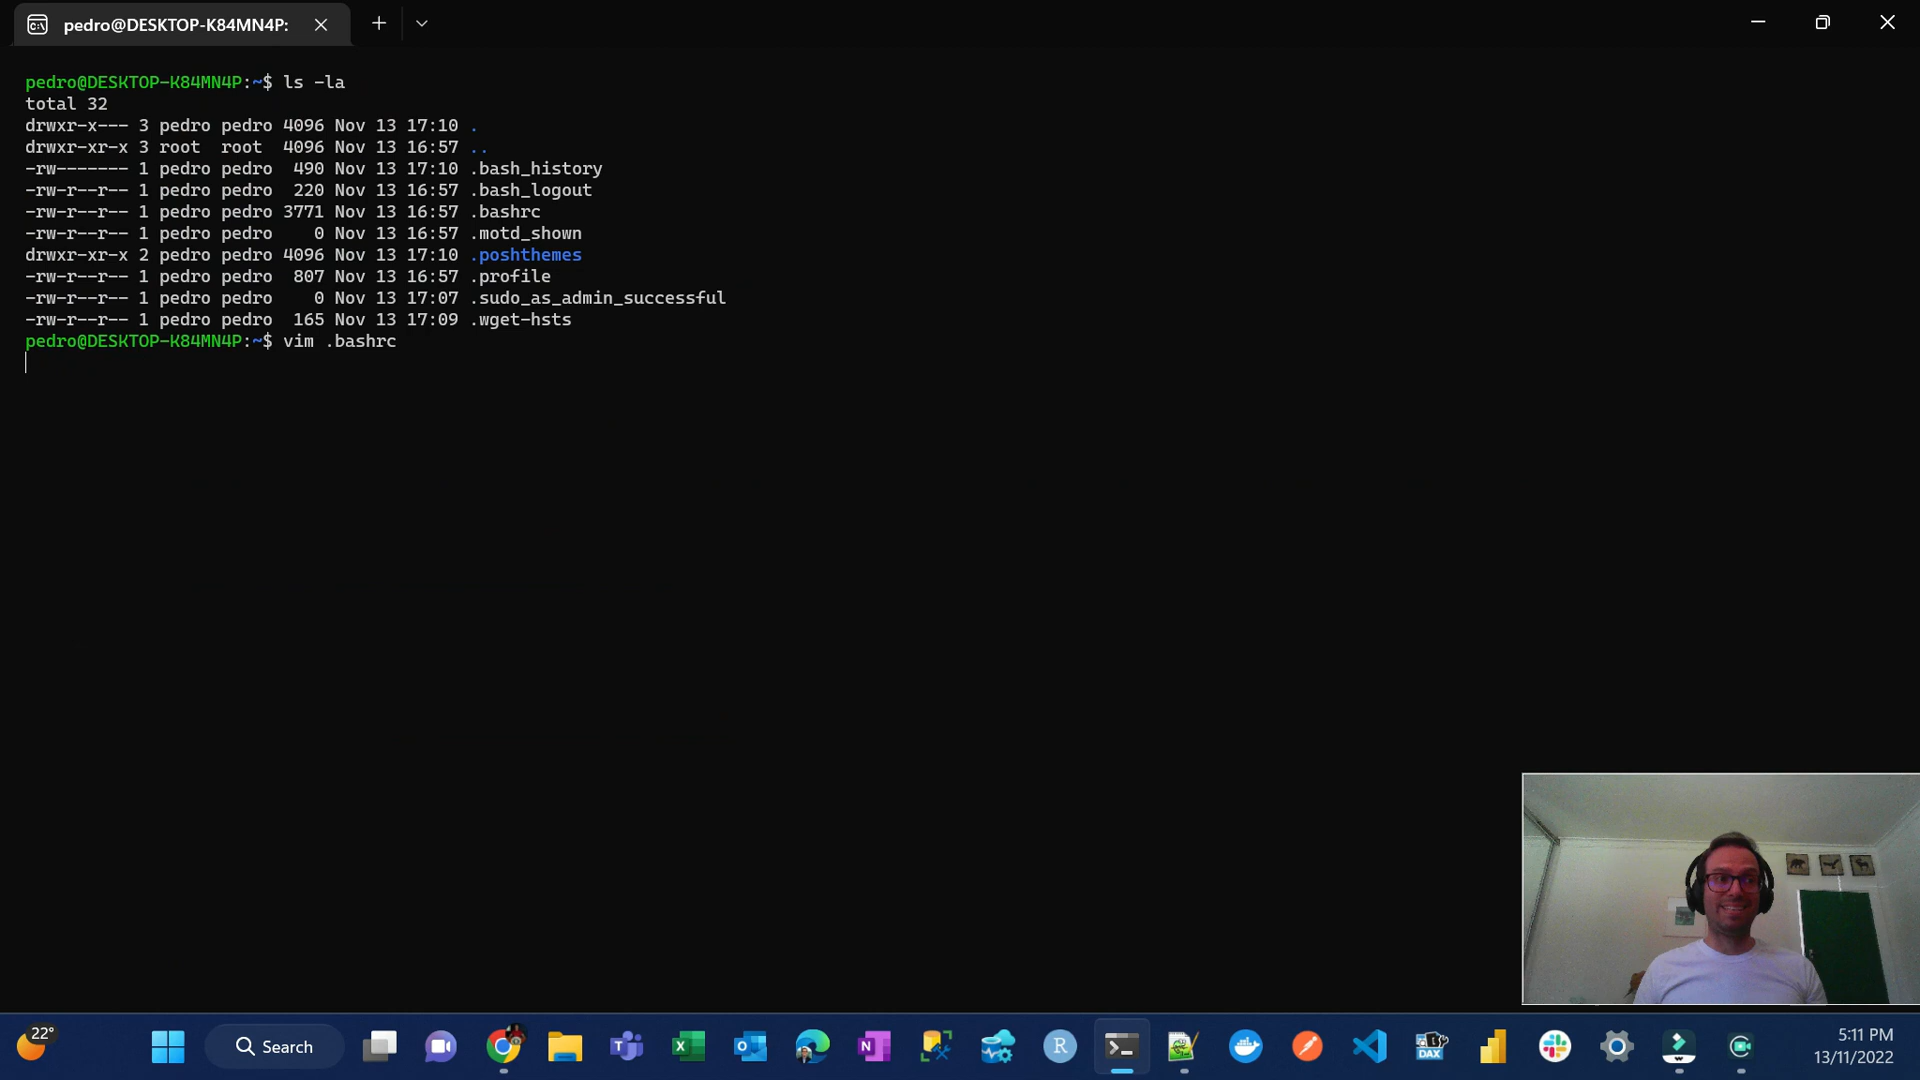 pedro@DESKTOP-K84MN4P:
pedro@DESKTOP-K84MN4P:~$ ls -la
total 32
drwxr-x--- 3 pedro pedro 4096 Nov 13 17:10 .
drwxr-xr-x 3 root  root  4096 Nov 13 16:57 ..
-rw------- 1 pedro pedro  490 Nov 13 17:10 .bash_history
-rw-r--r-- 1 pedro pedro  220 Nov 13 16:57 .bash_logout
-rw-r--r-- 1 pedro pedro 3771 Nov 13 16:57 .bashrc
-rw-r--r-- 1 pedro pedro    0 Nov 13 16:57 .motd_shown
drwxr-xr-x 2 pedro pedro 4096 Nov 13 17:10 .poshthemes
-rw-r--r-- 1 pedro pedro  807 Nov 13 16:57 .profile
-rw-r--r-- 1 pedro pedro    0 Nov 13 17:07 .sudo_as_admin_successful
-rw-r--r-- 1 pedro pedro  165 Nov 13 17:09 .wget-hsts
pedro@DESKTOP-K84MN4P:~$ vim .bashrc
22°
Search
DAX
5:11 PM
13/11/2022